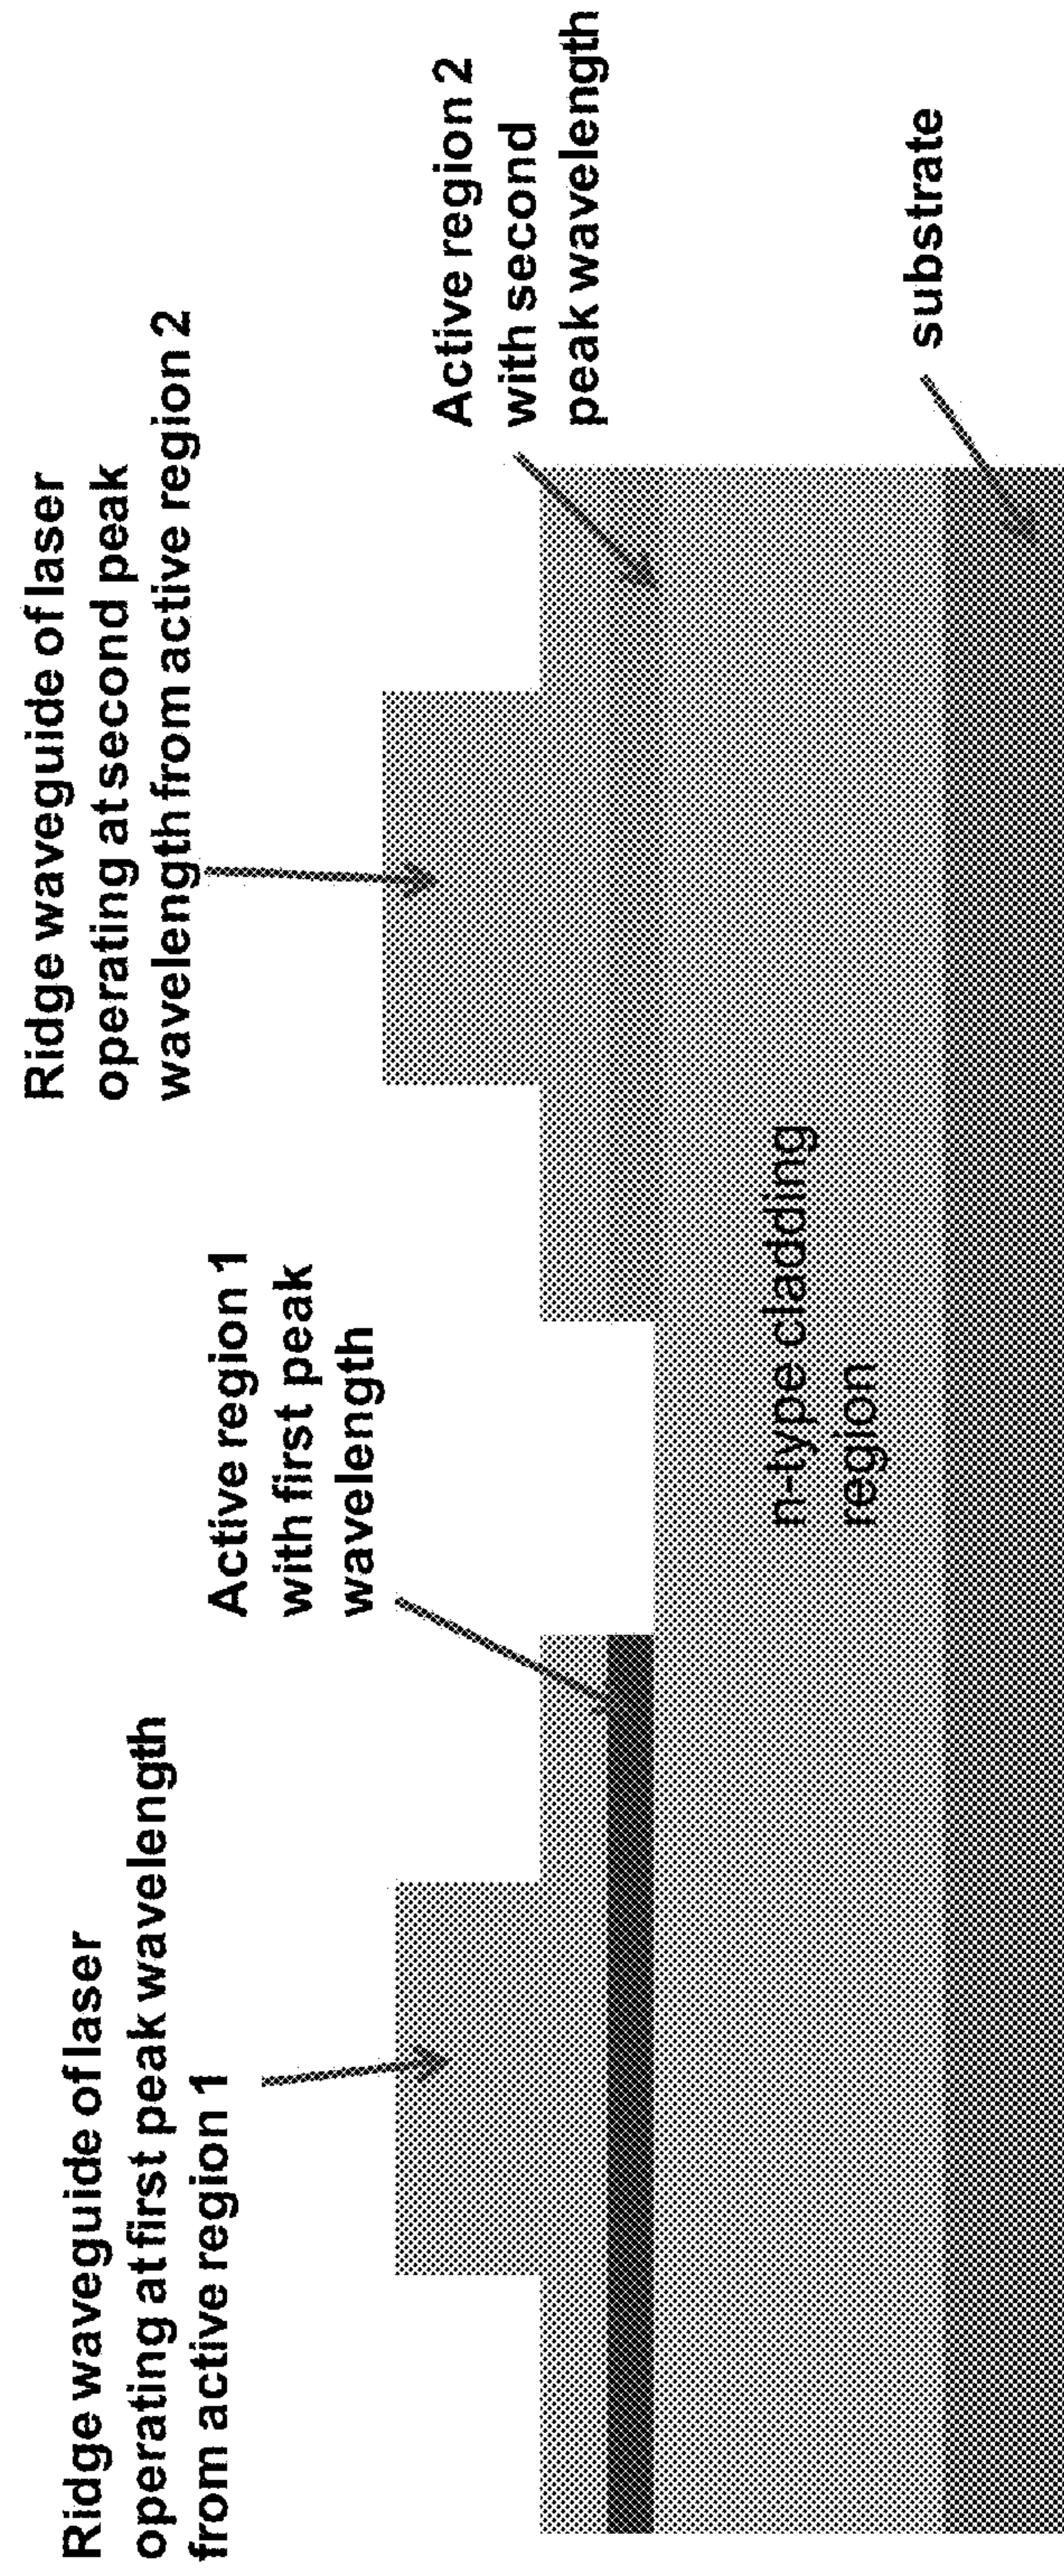 Ridge waveguide of laser
operating at first peak wavelength
from active region 1
Active region 1
with first peak
wavelength
Ridge waveguide of laser
operating at second peak
wavelength from active region 2
Active region 2
with second
peak wavelength
n-type cladding
region
substrate